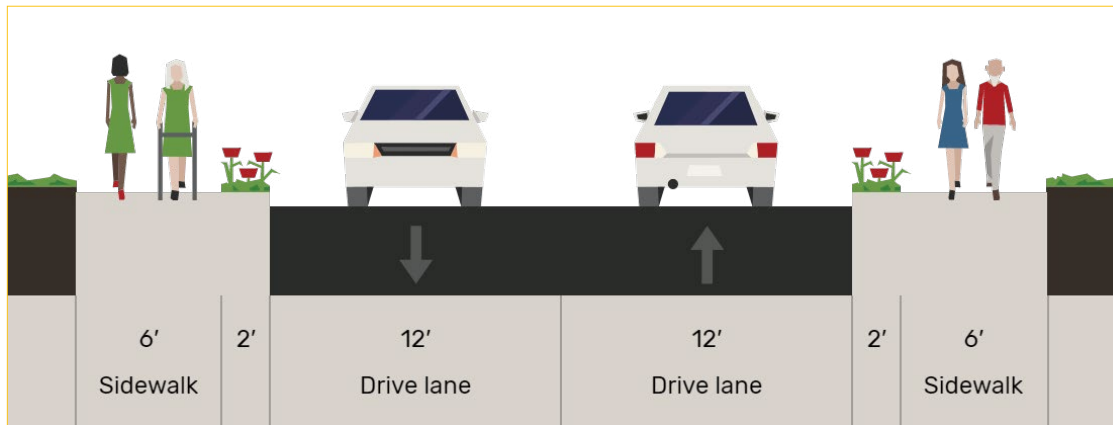 6′ 2′ 12′ 12′ 2′ 6′
Sidewalk Drive lane Drive lane Sidewalk